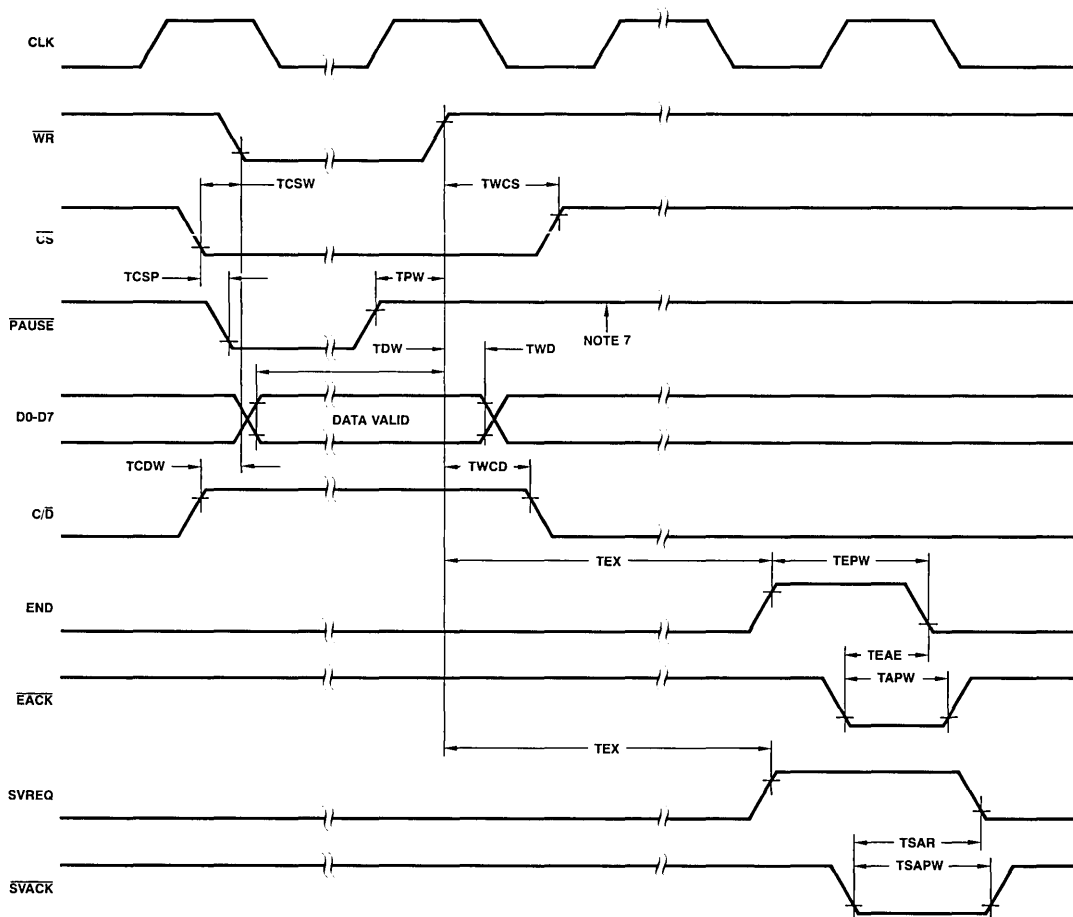 CLK
WR
TCSW
TWCS
CS
TCSP
TPW
PAUSE
NOTE 7
TDW
TWD
D0-D7
DATA VALID
TCDW
TWCD
C/D
TEX
TEPW
END
TEAE
TAPW
EACK
TEX
SVREQ
TSAR
TSAPW
SVACK